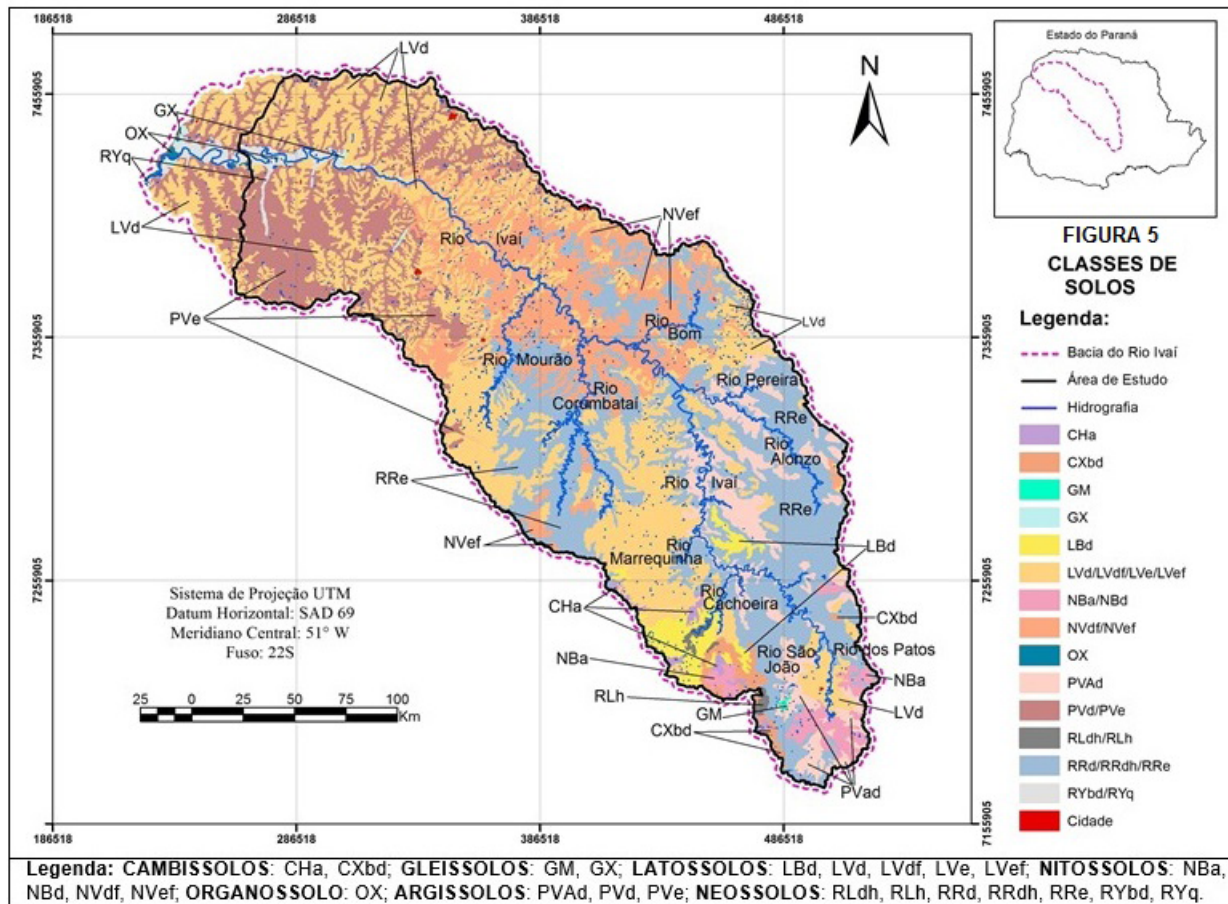 186518 286518 386518 486518
7455905
7355905
7255905
7155905
7455905
7355905
7255905
186518 286518 386518 486518
LVd
GX
OX
RYq
LVd
PVe
NVef
Rio Ivaí
Rio Bom
LVd
Rio Mourão
Rio Corumbataí
Rio Pereira
RRe
Rio Alonzo
RRe
Rio Ivaí
RRe
NVef
Rio Marrequinha
LBd
CHa
Rio Cachoeira
CXbd
NBa
Rio São João
Rio dos Patos
NBa
RLh
GM
LVd
CXbd
PVad
N
Sistema de Projeção UTM
Datum Horizontal: SAD 69
Meridiano Central: 51° W
Fuso: 22S
25 0 25 50 75 100
Km
Estado do Paraná
FIGURA 5
CLASSES DE
SOLOS
Legenda:
Bacia do Rio Ivaí
Área de Estudo
Hidrografia
CHa
CXbd
GM
GX
LBd
LVd/LVdf/LVe/LVef
NBa/NBd
NVdf/NVef
OX
PVAd
PVd/PVe
RLdh/RLh
RRd/RRdh/RRe
RYbd/RYq
Cidade
Legenda: CAMBISSOLOS: CHa, CXbd; GLEISSOLOS: GM, GX; LATOSSOLOS: LBd, LVd, LVdf, LVe, LVef; NITOSSOLOS: NBa,
NBd, NVdf, NVef; ORGANOSSOLO: OX; ARGISSOLOS: PVAd, PVd, PVe; NEOSSOLOS: RLdh, RLh, RRd, RRdh, RRe, RYbd, RYq.